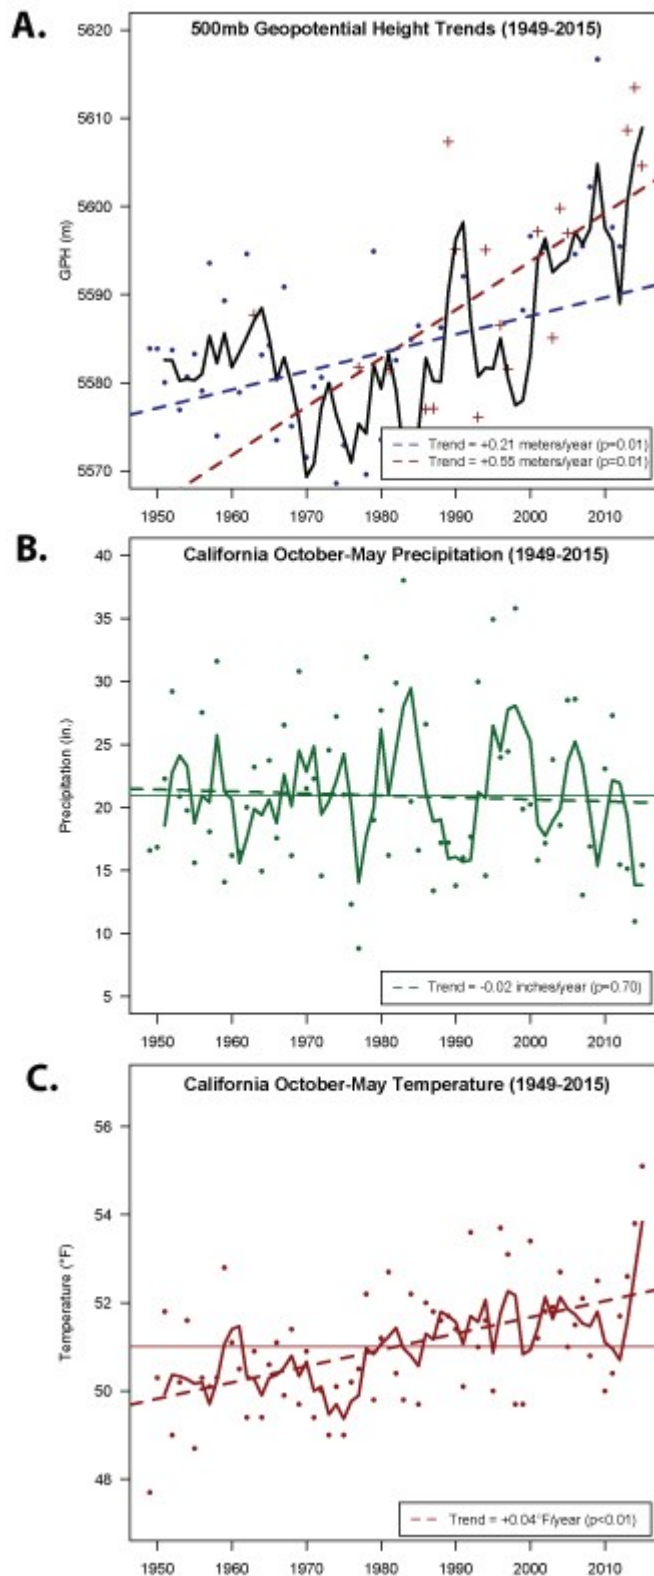 A.
500mb Geopotential Height Trends (1949-2015)
5620
5610
5600
5590
5580
5570
GPH (m)
Trend = +0.21 meters/year (p=0.01)
Trend = +0.55 meters/year (p=0.01)
1950 1960 1970 1980 1990 2000 2010
B.
California October-May Precipitation (1949-2015)
40
35
30
25
20
15
10
5
Precipitation (in.)
Trend = -0.02 inches/year (p=0.70)
1950 1960 1970 1980 1990 2000 2010
C.
California October-May Temperature (1949-2015)
56
54
52
50
48
Temperature (°F)
Trend = +0.04°F/year (p<0.01)
1950 1960 1970 1980 1990 2000 2010